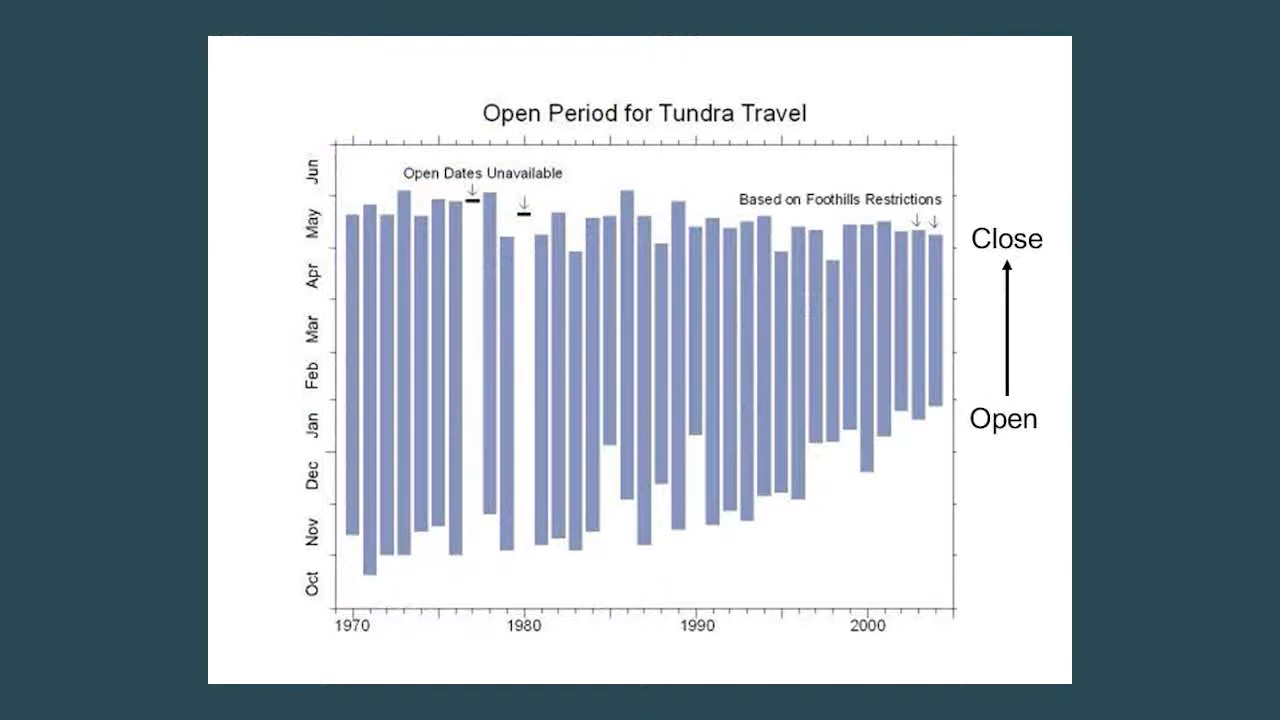 Open Period for Tundra Travel
Open Dates Unavailable
Based on Foothills Restrictions
Jun
May
Apr
Mar
Feb
Jan
Dec
Nov
Oct
Close
Open
1970
1980
1990
2000